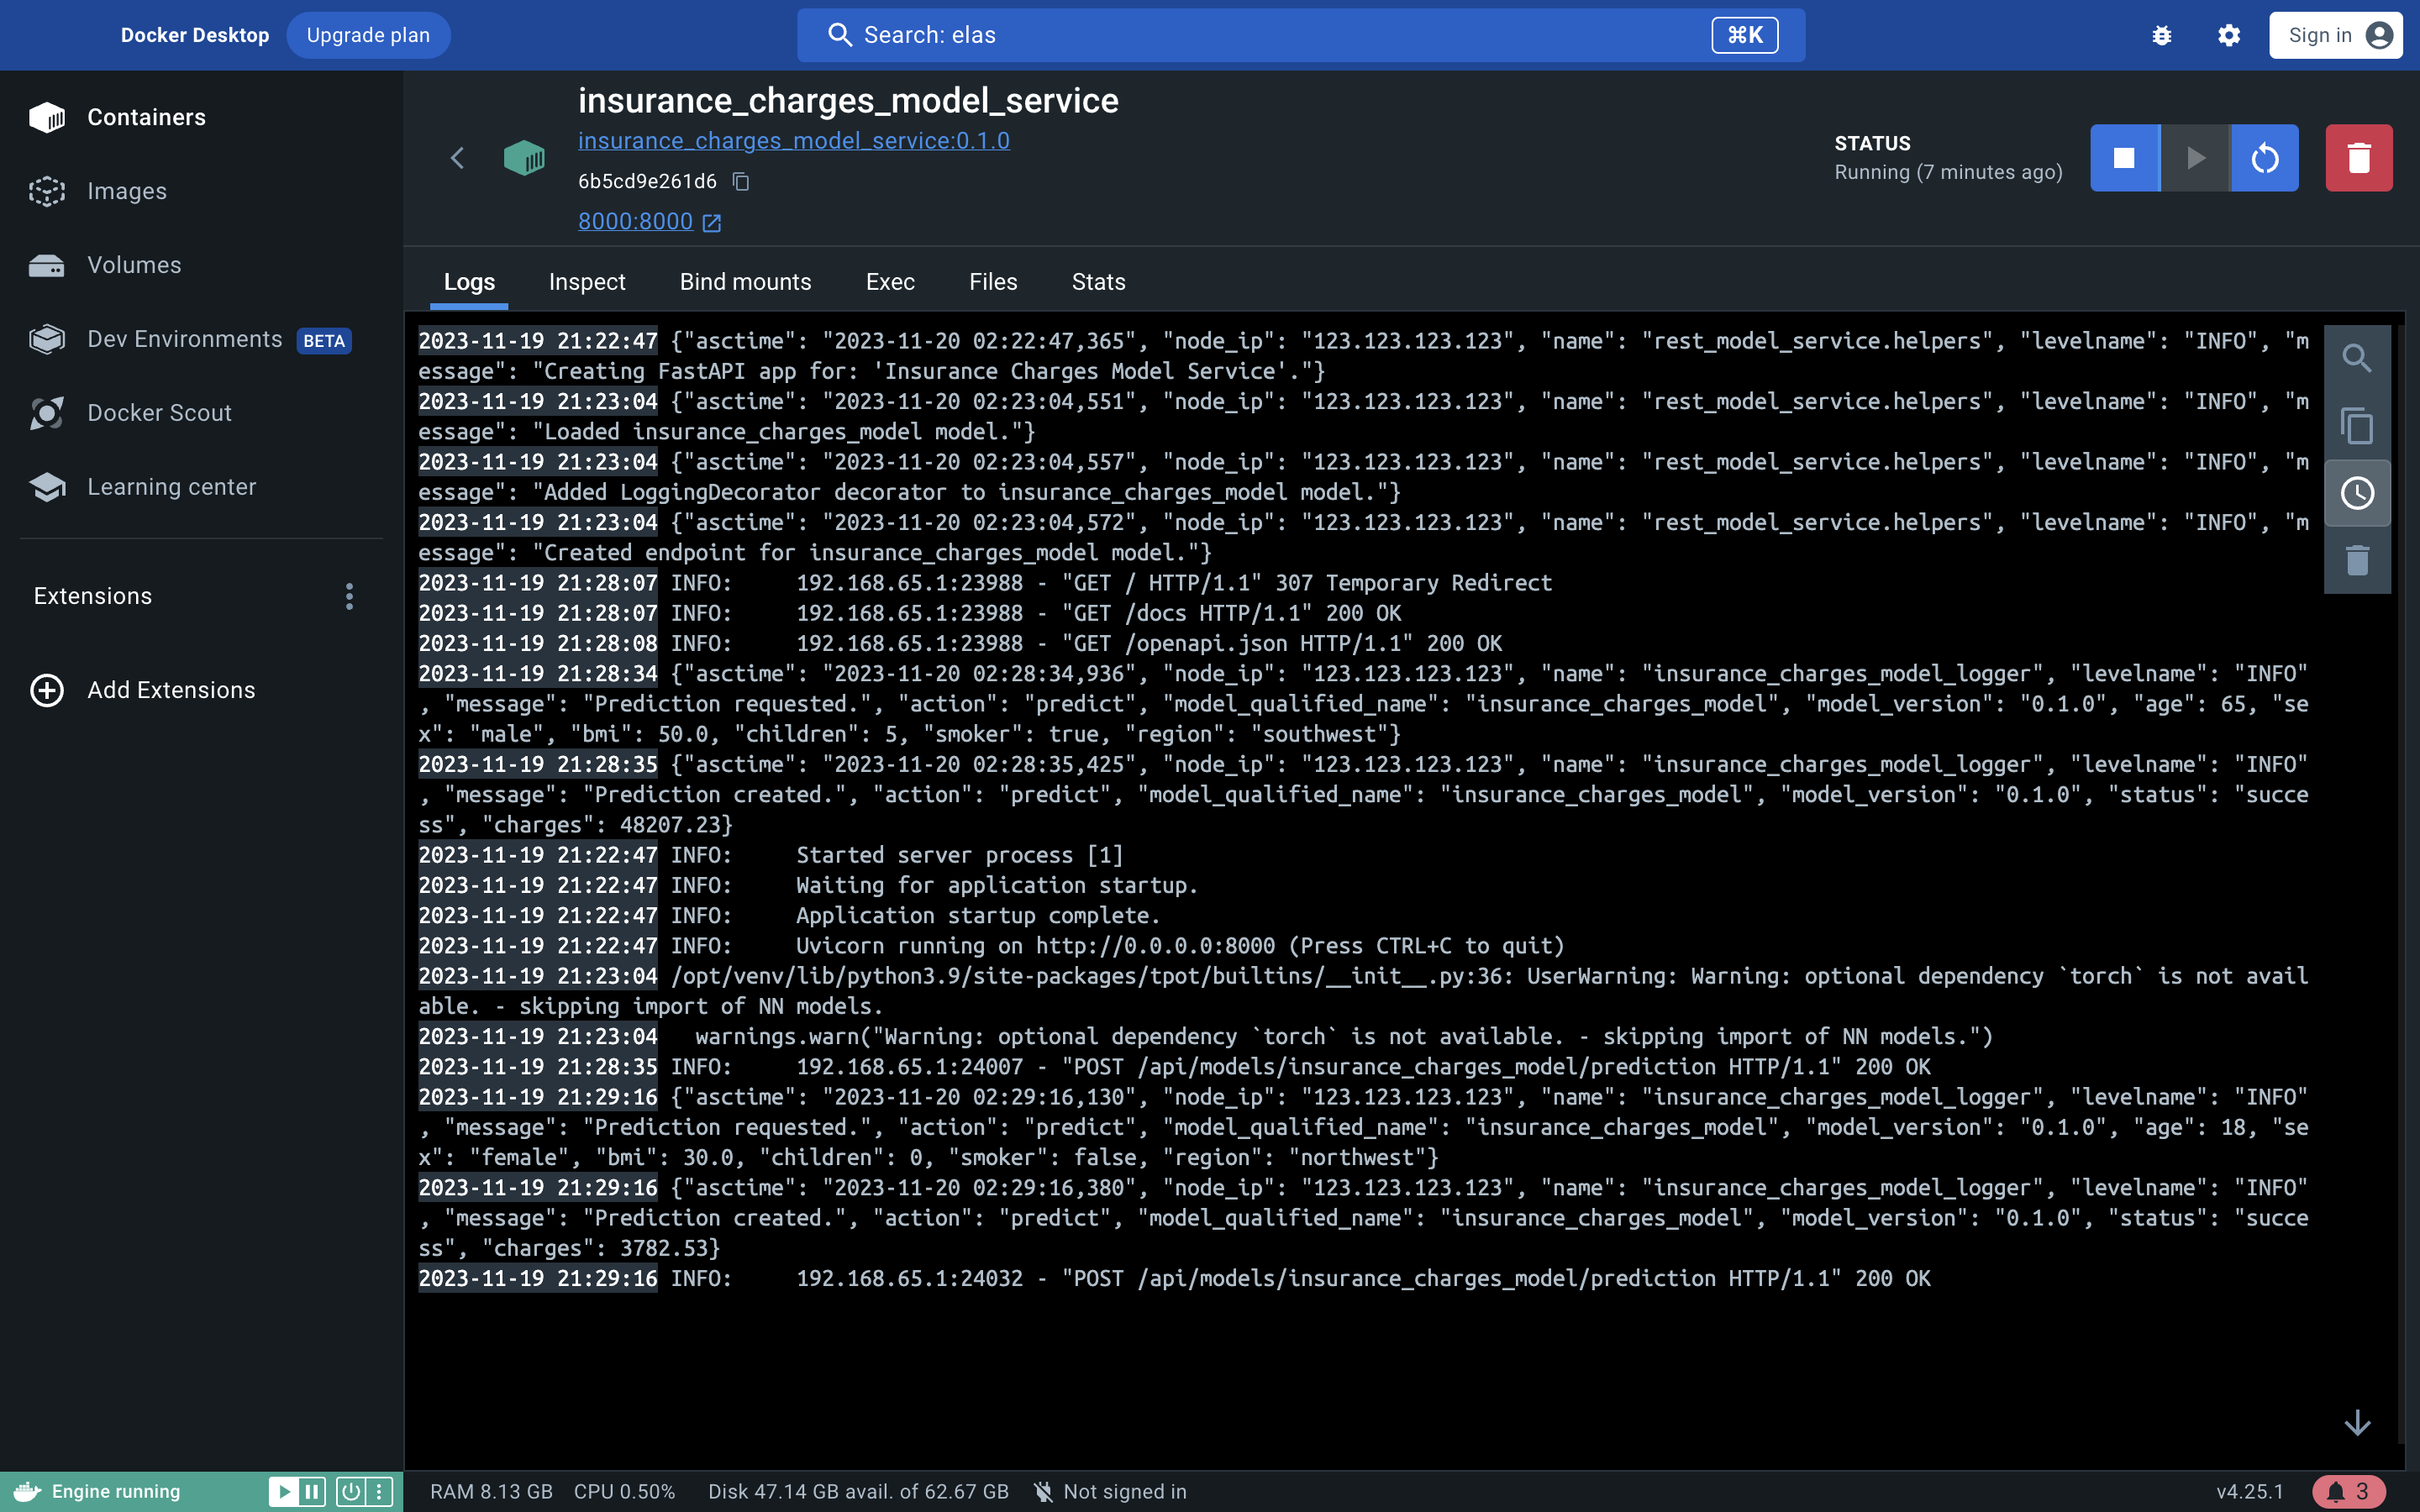 Docker Desktop
Upgrade plan
Search: elas
⌘K
Sign in
Containers
Images
Volumes
Dev Environments BETA
Docker Scout
Learning center
Extensions
Add Extensions
insurance_charges_model_service
insurance_charges_model_service:0.1.0
6b5cd9e261d6
8000:8000
STATUS
Running (7 minutes ago)
Logs Inspect Bind mounts Exec Files Stats
2023-11-19 21:22:47 {"asctime": "2023-11-20 02:22:47,365", "node_ip": "123.123.123.123", "name": "rest_model_service.helpers", "levelname": "INFO", "m
essage": "Creating FastAPI app for: 'Insurance Charges Model Service'."}
2023-11-19 21:23:04 {"asctime": "2023-11-20 02:23:04,551", "node_ip": "123.123.123.123", "name": "rest_model_service.helpers", "levelname": "INFO", "m
essage": "Loaded insurance_charges_model model."}
2023-11-19 21:23:04 {"asctime": "2023-11-20 02:23:04,557", "node_ip": "123.123.123.123", "name": "rest_model_service.helpers", "levelname": "INFO", "m
essage": "Added LoggingDecorator decorator to insurance_charges_model model."}
2023-11-19 21:23:04 {"asctime": "2023-11-20 02:23:04,572", "node_ip": "123.123.123.123", "name": "rest_model_service.helpers", "levelname": "INFO", "m
essage": "Created endpoint for insurance_charges_model model."}
2023-11-19 21:28:07 INFO:     192.168.65.1:23988 - "GET / HTTP/1.1" 307 Temporary Redirect
2023-11-19 21:28:07 INFO:     192.168.65.1:23988 - "GET /docs HTTP/1.1" 200 OK
2023-11-19 21:28:08 INFO:     192.168.65.1:23988 - "GET /openapi.json HTTP/1.1" 200 OK
2023-11-19 21:28:34 {"asctime": "2023-11-20 02:28:34,936", "node_ip": "123.123.123.123", "name": "insurance_charges_model_logger", "levelname": "INFO"
, "message": "Prediction requested.", "action": "predict", "model_qualified_name": "insurance_charges_model", "model_version": "0.1.0", "age": 65, "se
x": "male", "bmi": 50.0, "children": 5, "smoker": true, "region": "southwest"}
2023-11-19 21:28:35 {"asctime": "2023-11-20 02:28:35,425", "node_ip": "123.123.123.123", "name": "insurance_charges_model_logger", "levelname": "INFO"
, "message": "Prediction created.", "action": "predict", "model_qualified_name": "insurance_charges_model", "model_version": "0.1.0", "status": "succe
ss", "charges": 48207.23}
2023-11-19 21:22:47 INFO:     Started server process [1]
2023-11-19 21:22:47 INFO:     Waiting for application startup.
2023-11-19 21:22:47 INFO:     Application startup complete.
2023-11-19 21:22:47 INFO:     Uvicorn running on http://0.0.0.0:8000 (Press CTRL+C to quit)
2023-11-19 21:23:04 /opt/venv/lib/python3.9/site-packages/tpot/builtins/__init__.py:36: UserWarning: Warning: optional dependency `torch` is not avail
able. - skipping import of NN models.
2023-11-19 21:23:04   warnings.warn("Warning: optional dependency `torch` is not available. - skipping import of NN models.")
2023-11-19 21:28:35 INFO:     192.168.65.1:24007 - "POST /api/models/insurance_charges_model/prediction HTTP/1.1" 200 OK
2023-11-19 21:29:16 {"asctime": "2023-11-20 02:29:16,130", "node_ip": "123.123.123.123", "name": "insurance_charges_model_logger", "levelname": "INFO"
, "message": "Prediction requested.", "action": "predict", "model_qualified_name": "insurance_charges_model", "model_version": "0.1.0", "age": 18, "se
x": "female", "bmi": 30.0, "children": 0, "smoker": false, "region": "northwest"}
2023-11-19 21:29:16 {"asctime": "2023-11-20 02:29:16,380", "node_ip": "123.123.123.123", "name": "insurance_charges_model_logger", "levelname": "INFO"
, "message": "Prediction created.", "action": "predict", "model_qualified_name": "insurance_charges_model", "model_version": "0.1.0", "status": "succe
ss", "charges": 3782.53}
2023-11-19 21:29:16 INFO:     192.168.65.1:24032 - "POST /api/models/insurance_charges_model/prediction HTTP/1.1" 200 OK
Engine running
RAM 8.13 GB CPU 0.50% Disk 47.14 GB avail. of 62.67 GB Not signed in
v4.25.1
3